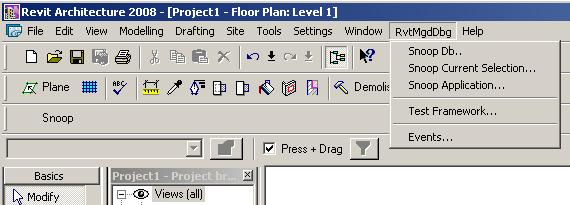 Revit Architecture 2008 - [Project1 - Floor Plan: Level 1]
File Edit View Modelling Drafting Site Tools Settings Window RvtMgdDbg Help
Snoop Db..
Snoop Current Selection...
Snoop Application...
Test Framework...
Events...
Plane ABC Demolis
Snoop
Press + Drag
Basics
Modify
Project1 - Project br...
Views (all)